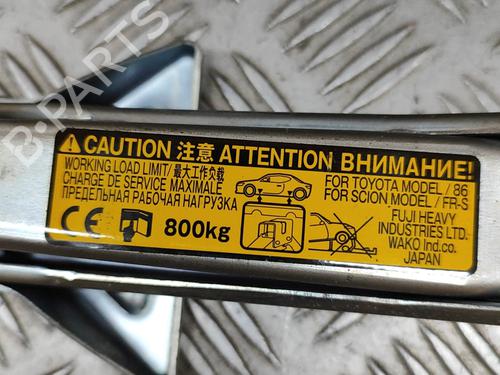 B-PARTS
⚠ CAUTION 注意 ATTENTION ВНИМАНИЕ!
WORKING LOAD LIMIT/最大工作载荷
CHARGE DE SERVICE MAXIMALE
ПРЕДЕЛЬНАЯ РАБОЧАЯ НАГРУЗКА
CE 800kg
FOR TOYOTA MODEL / 86
FOR SCION MODEL / FR-S
FUJI HEAVY
INDUSTRIES LTD.
WAKO Ind.co.
JAPAN